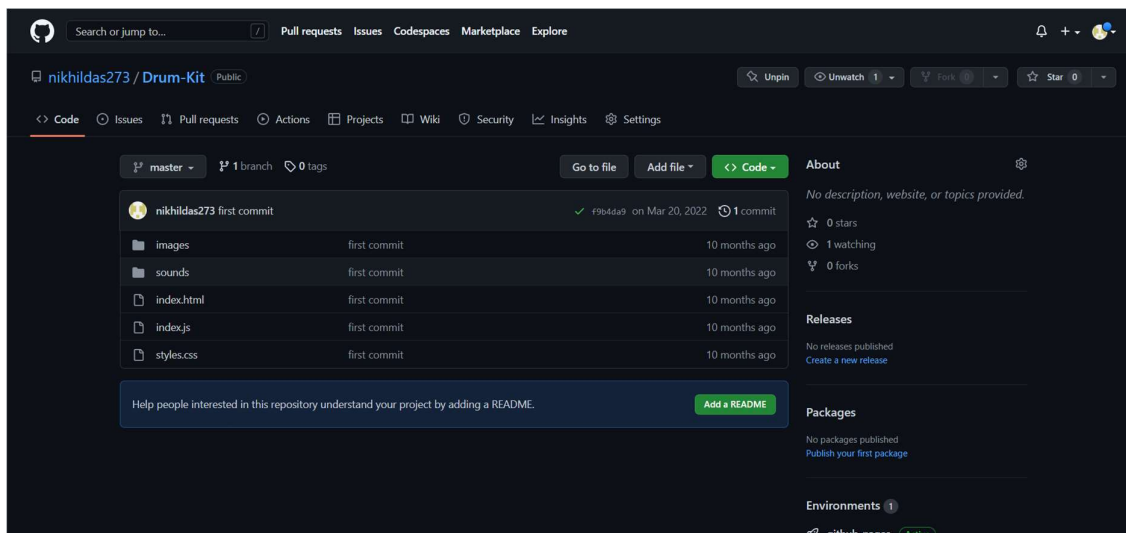 Search or jump to... / Pull requests Issues Codespaces Marketplace Explore
nikhildas273 / Drum-Kit Public Unpin Unwatch 1 Fork 0 Star 0
<> Code Issues Pull requests Actions Projects Wiki Security Insights Settings
master 1 branch 0 tags Go to file Add file <> Code
nikhildas273 first commit f9b4da9 on Mar 20, 2022 1 commit
images first commit 10 months ago
sounds first commit 10 months ago
index.html first commit 10 months ago
index.js first commit 10 months ago
styles.css first commit 10 months ago
Help people interested in this repository understand your project by adding a README. Add a README
About
No description, website, or topics provided.
0 stars
1 watching
0 forks
Releases
No releases published
Create a new release
Packages
No packages published
Publish your first package
Environments 1
github-pages Active